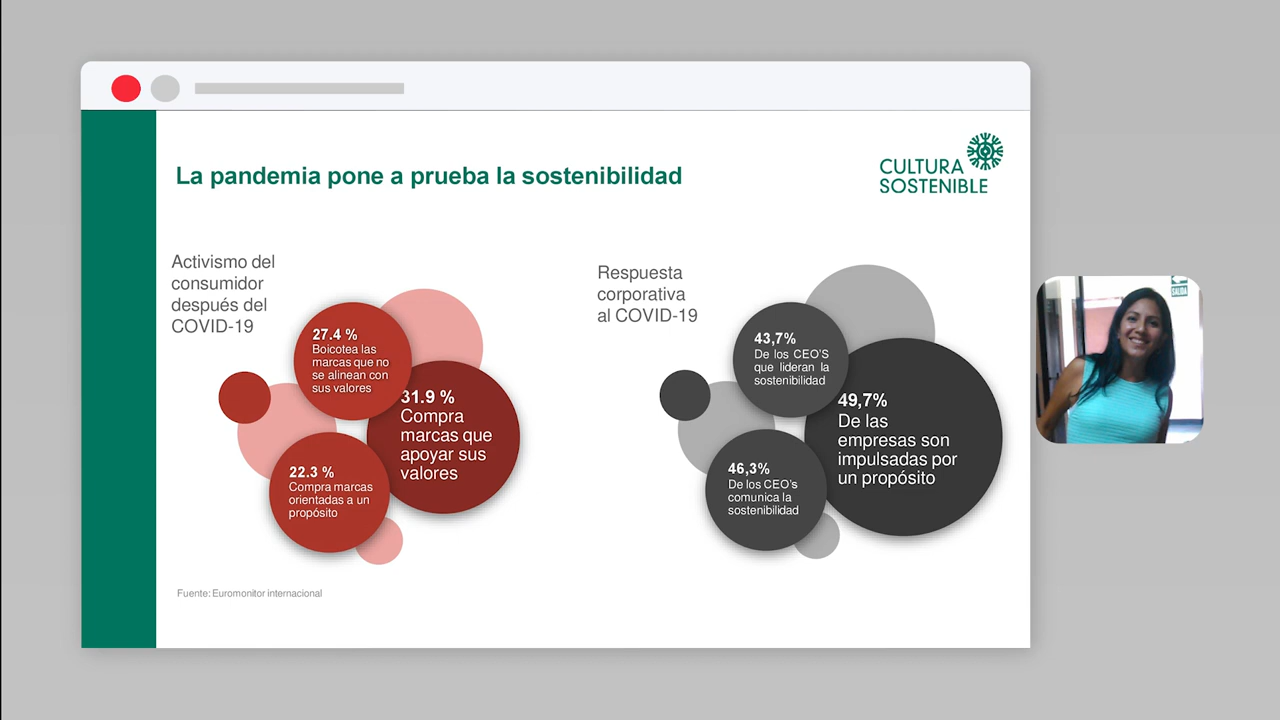 La pandemia pone a prueba la sostenibilidad
CULTURA
SOSTENIBLE
Activismo del
consumidor
después del
COVID-19
27.4 %
Boicotea las
marcas que no
se alinean con
sus valores
31.9 %
Compra
marcas que
apoyar sus
valores
22.3 %
Compra marcas
orientadas a un
propósito
Respuesta
corporativa
al COVID-19
43,7%
De los CEO'S
que lideran la
sostenibilidad
49,7%
De las
empresas son
impulsadas por
un propósito
46,3%
De los CEO's
comunica la
sostenibilidad
Fuente: Euromonitor internacional
SALIDA